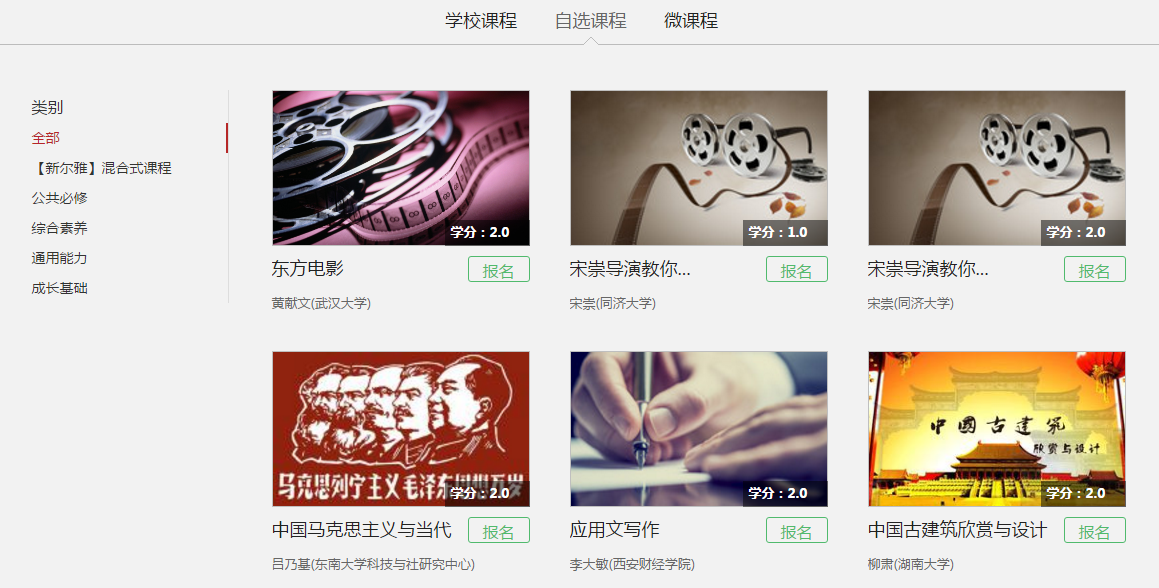 学校课程
自选课程
微课程
类别
全部
【新尔雅】混合式课程
公共必修
综合素养
通用能力
成长基础
学分：2.0
学分：1.0
学分：2.0
东方电影
报名
宋崇导演教你...
报名
宋崇导演教你...
报名
黄献文(武汉大学)
宋崇(同济大学)
宋崇(同济大学)
马克思列宁主义毛泽东思想万岁
学分：2.0
学分：2.0
中國古建筑
欣赏与设计
学分：2.0
中国马克思主义与当代
报名
应用文写作
报名
中国古建筑欣赏与设计
报名
吕乃基(东南大学科技与社研究中心)
李大敏(西安财经学院)
柳肃(湖南大学)